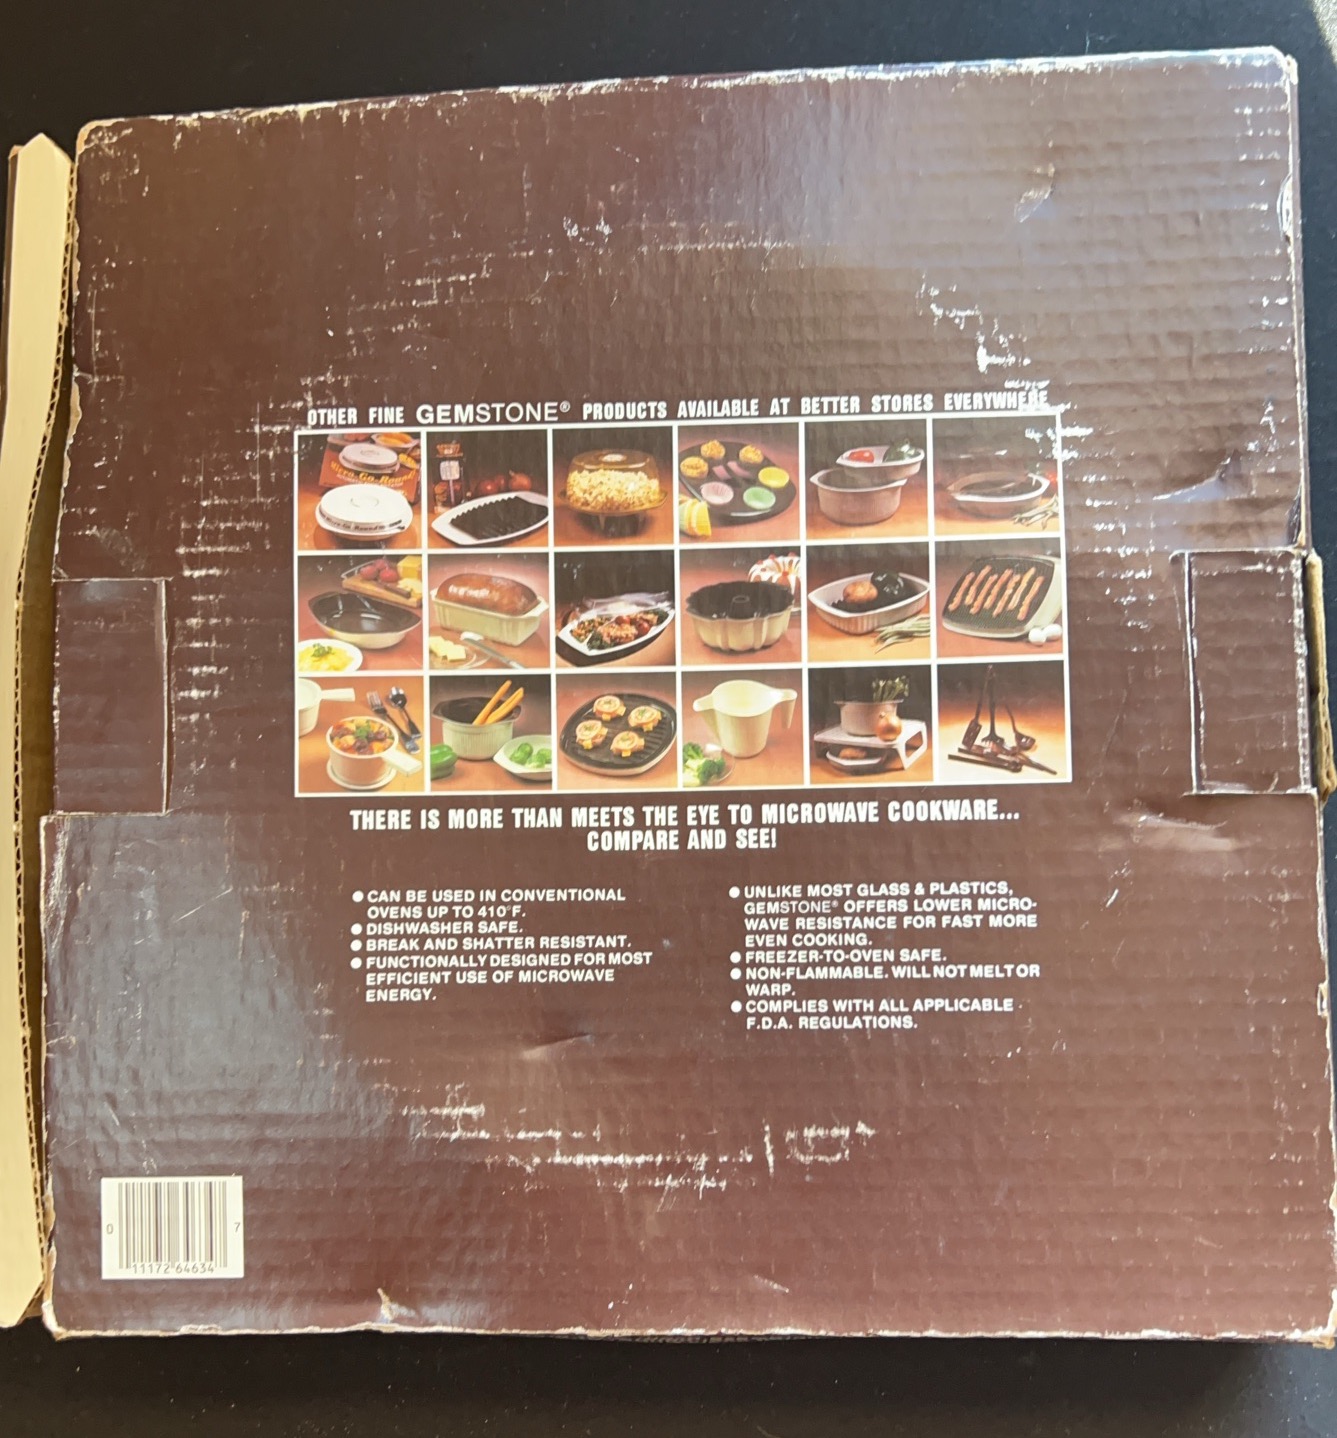 OTHER FINE GEMSTONE® PRODUCTS AVAILABLE AT BETTER STORES EVERYWHERE
Micro-Go-Round
THERE IS MORE THAN MEETS THE EYE TO MICROWAVE COOKWARE...
COMPARE AND SEE!
● CAN BE USED IN CONVENTIONAL
OVENS UP TO 410°F.
● DISHWASHER SAFE.
● BREAK AND SHATTER RESISTANT.
● FUNCTIONALLY DESIGNED FOR MOST
EFFICIENT USE OF MICROWAVE
ENERGY.
● UNLIKE MOST GLASS & PLASTICS,
GEMSTONE® OFFERS LOWER MICRO-
WAVE RESISTANCE FOR FAST MORE
EVEN COOKING.
● FREEZER-TO-OVEN SAFE.
● NON-FLAMMABLE. WILL NOT MELT OR
WARP.
● COMPLIES WITH ALL APPLICABLE
F.D.A. REGULATIONS.
0 11172 64634 7